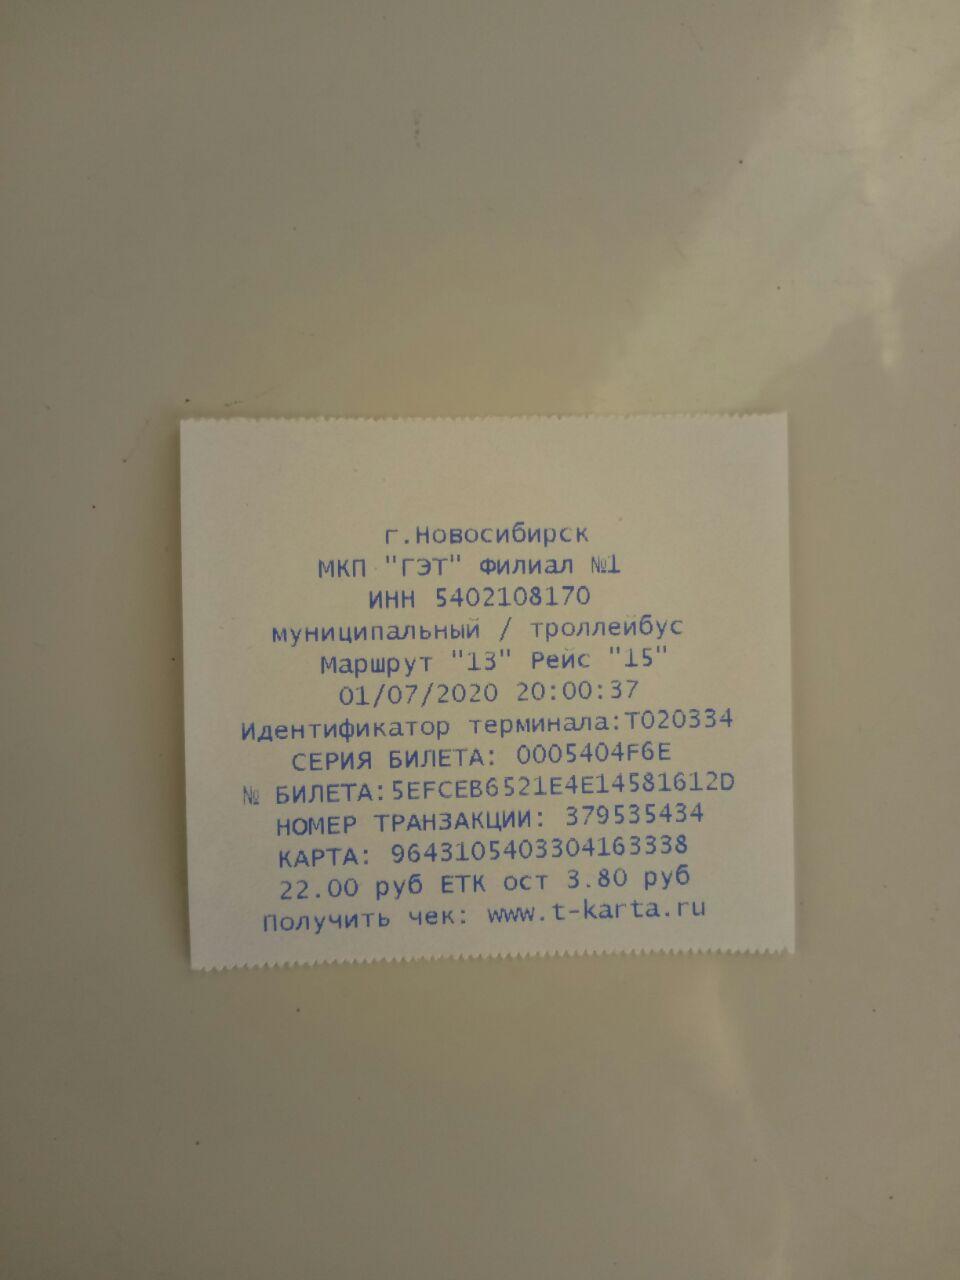 г.Новосибирск
МКП "ГЭТ" Филиал №1
ИНН 5402108170
муниципальный / троллейбус
Маршрут "13" Рейс "15"
01/07/2020 20:00:37
Идентификатор терминала:T020334
СЕРИЯ БИЛЕТА: 0005404F6E
№ БИЛЕТА:5EFCEB6521E4E14581612D
НОМЕР ТРАНЗАКЦИИ: 379535434
КАРТА: 9643105403304163338
22.00 руб ЕТК ост 3.80 руб
Получить чек: www.t-karta.ru